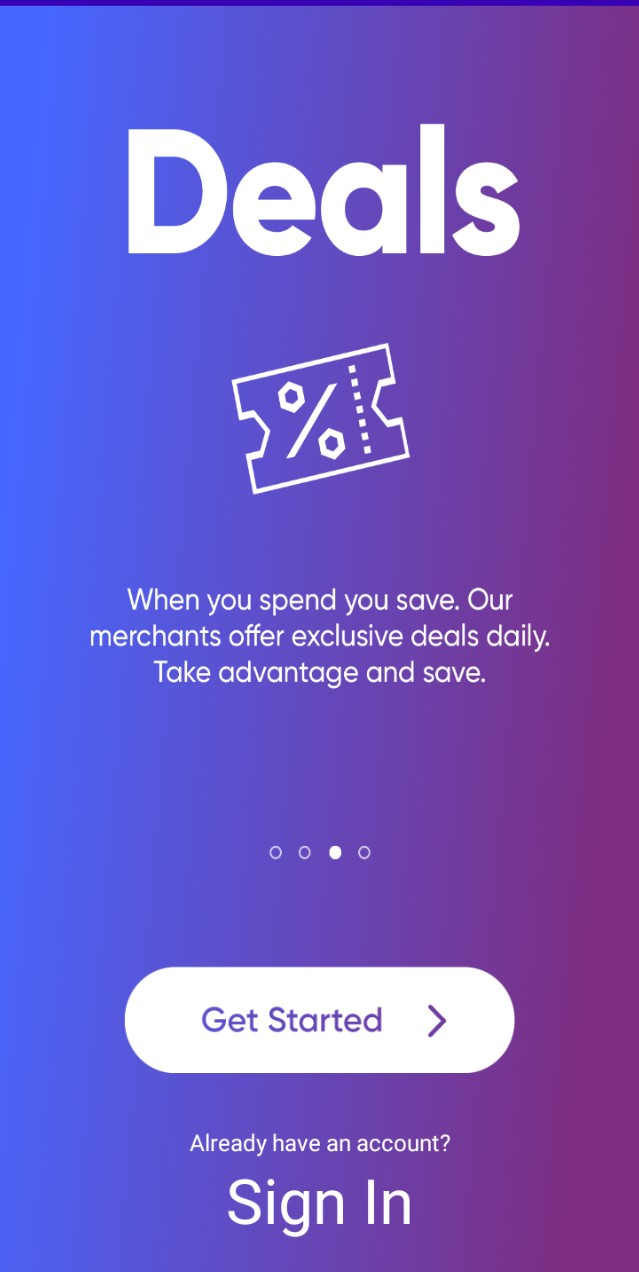 Deals
%
When you spend you save. Our
merchants offer exclusive deals daily.
Take advantage and save.
Get Started
Already have an account?
Sign In